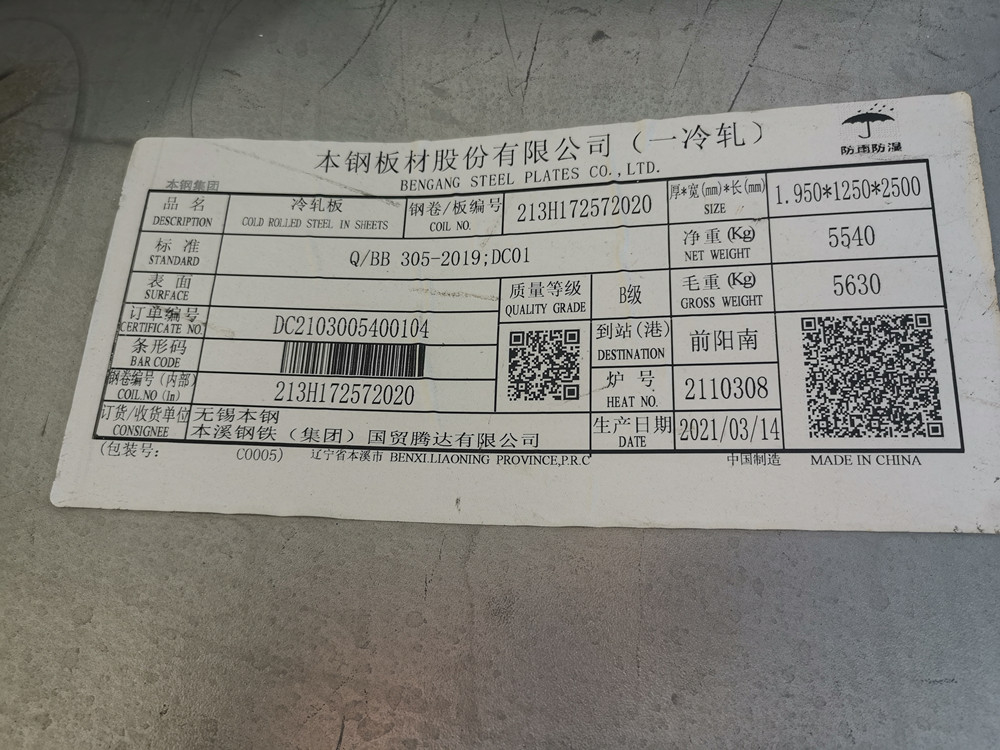 本钢板材股份有限公司（一冷轧）
BENGANG STEEL PLATES CO., LTD.
防雨防湿
本钢集团
品名 DESCRIPTION
冷轧板 COLD ROLLED STEEL IN SHEETS
钢卷/板编号 COIL NO.
213H172572020
厚*宽(mm)*长(mm) SIZE
1.950*1250*2500
标准 STANDARD
Q/BB 305-2019;DC01
净重(Kg) NET WEIGHT
5540
表面 SURFACE
质量等级 QUALITY GRADE
B级
毛重(Kg) GROSS WEIGHT
5630
订单编号 CERTIFICATE NO.
DC2103005400104
到站(港) DESTINATION
前阳南
条形码 BAR CODE
钢卷编号(内部) COIL.NO (In)
213H172572020
炉号 HEAT NO.
2110308
订货/收货单位 CONSIGNEE
无锡本钢
本溪钢铁（集团）国贸腾达有限公司
生产日期 DATE
2021/03/14
(包装号: C0005) 辽宁省本溪市 BENXI.LIAONING PROVINCE,P.R.C 中国制造 MADE IN CHINA